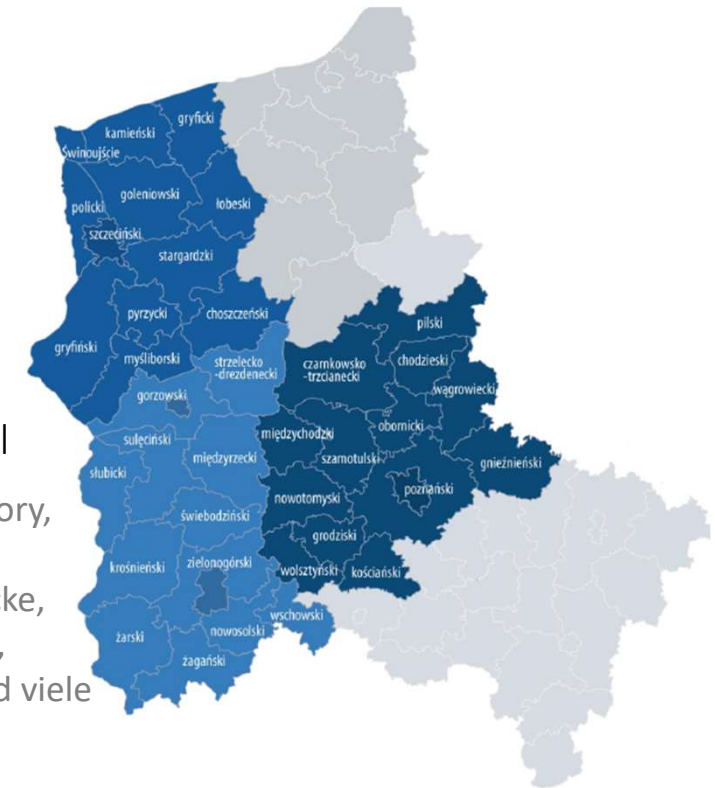 gryficki
kamieński
Świnoujście
goleniowski
łobeski
policki
szczeciński
stargardzki
pyrzycki
choszczeński
pilski
gryfiński
myśliborski
strzelecko
-drezdenecki
czarnkowsko
-trzcianecki
chodzieski
wągrowiecki
gorzowski
międzychodzki
obornicki
sulęciński
szamotulski
gnieźnieński
słubicki
międzyrzecki
nowotomyski
poznański
świebodziński
grodziski
krośnieński
zielonogórski
wolsztyński
kościański
wschowski
żarski
nowosolski
żagański
l
ory,
cke,
,
d viele